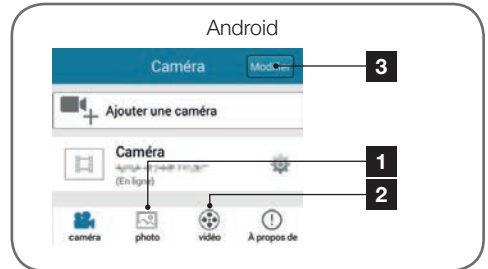 Android
Caméra Modifier 3
Ajouter une caméra
Caméra
(En ligne)
1
2
caméra photo vidéo À propos de